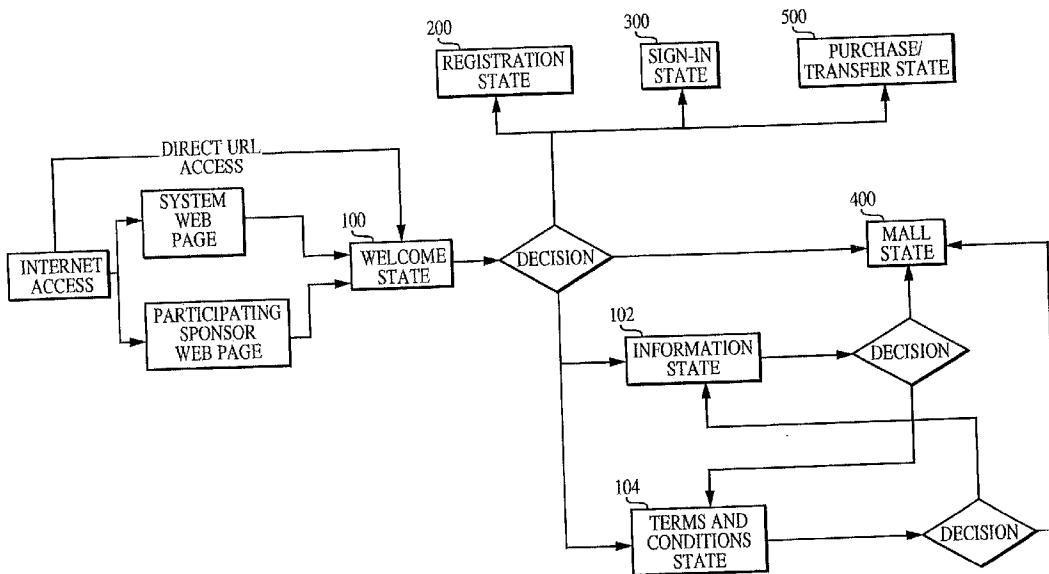 200
REGISTRATION
STATE
300
SIGN-IN
STATE
500
PURCHASE/
TRANSFER STATE
DIRECT URL
ACCESS
SYSTEM
WEB
PAGE
INTERNET
ACCESS
PARTICIPATING
SPONSOR
WEB PAGE
100
WELCOME
STATE
DECISION
400
MALL
STATE
102
INFORMATION
STATE
DECISION
104
TERMS AND
CONDITIONS
STATE
DECISION